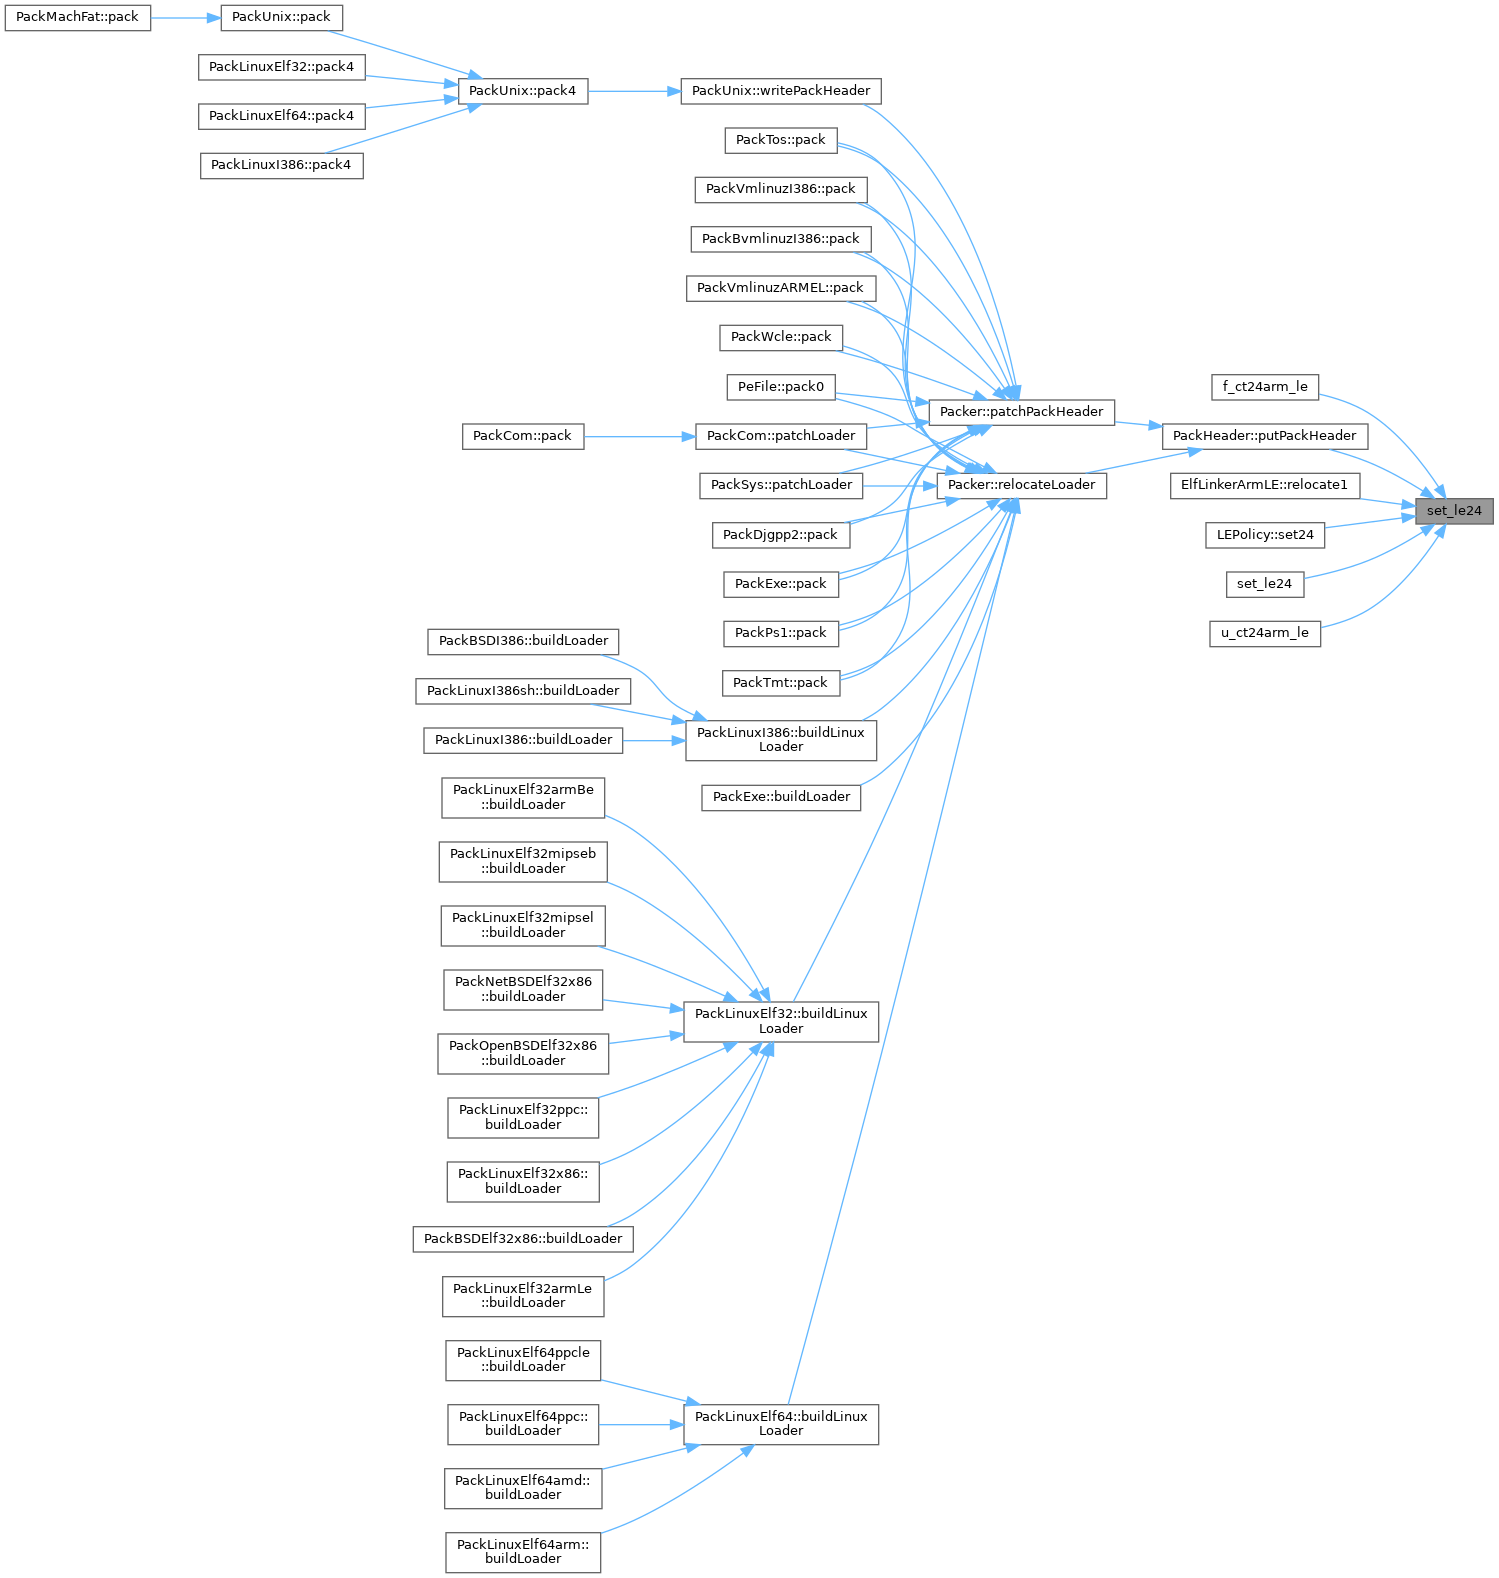 PackMachFat::pack
PackUnix::pack
PackLinuxElf32::pack4
PackUnix::pack4
PackUnix::writePackHeader
PackLinuxElf64::pack4
PackTos::pack
PackLinuxI386::pack4
PackVmlinuzI386::pack
PackBvmlinuzI386::pack
PackVmlinuzARMEL::pack
PackWcle::pack
PeFile::pack0
f_ct24arm_le
Packer::patchPackHeader
PackCom::pack
PackCom::patchLoader
PackHeader::putPackHeader
PackSys::patchLoader
Packer::relocateLoader
ElfLinkerArmLE::relocate1
set_le24
PackDjgpp2::pack
LEPolicy::set24
PackExe::pack
set_le24
PackPs1::pack
u_ct24arm_le
PackBSDI386::buildLoader
PackTmt::pack
PackLinuxI386sh::buildLoader
PackLinuxI386::buildLinux
Loader
PackLinuxI386::buildLoader
PackExe::buildLoader
PackLinuxElf32armBe
::buildLoader
PackLinuxElf32mipseb
::buildLoader
PackLinuxElf32mipsel
::buildLoader
PackNetBSDElf32x86
::buildLoader
PackLinuxElf32::buildLinux
Loader
PackOpenBSDElf32x86
::buildLoader
PackLinuxElf32ppc::
buildLoader
PackLinuxElf32x86::
buildLoader
PackBSDElf32x86::buildLoader
PackLinuxElf32armLe
::buildLoader
PackLinuxElf64ppcle
::buildLoader
PackLinuxElf64ppc::
buildLoader
PackLinuxElf64::buildLinux
Loader
PackLinuxElf64amd::
buildLoader
PackLinuxElf64arm::
buildLoader